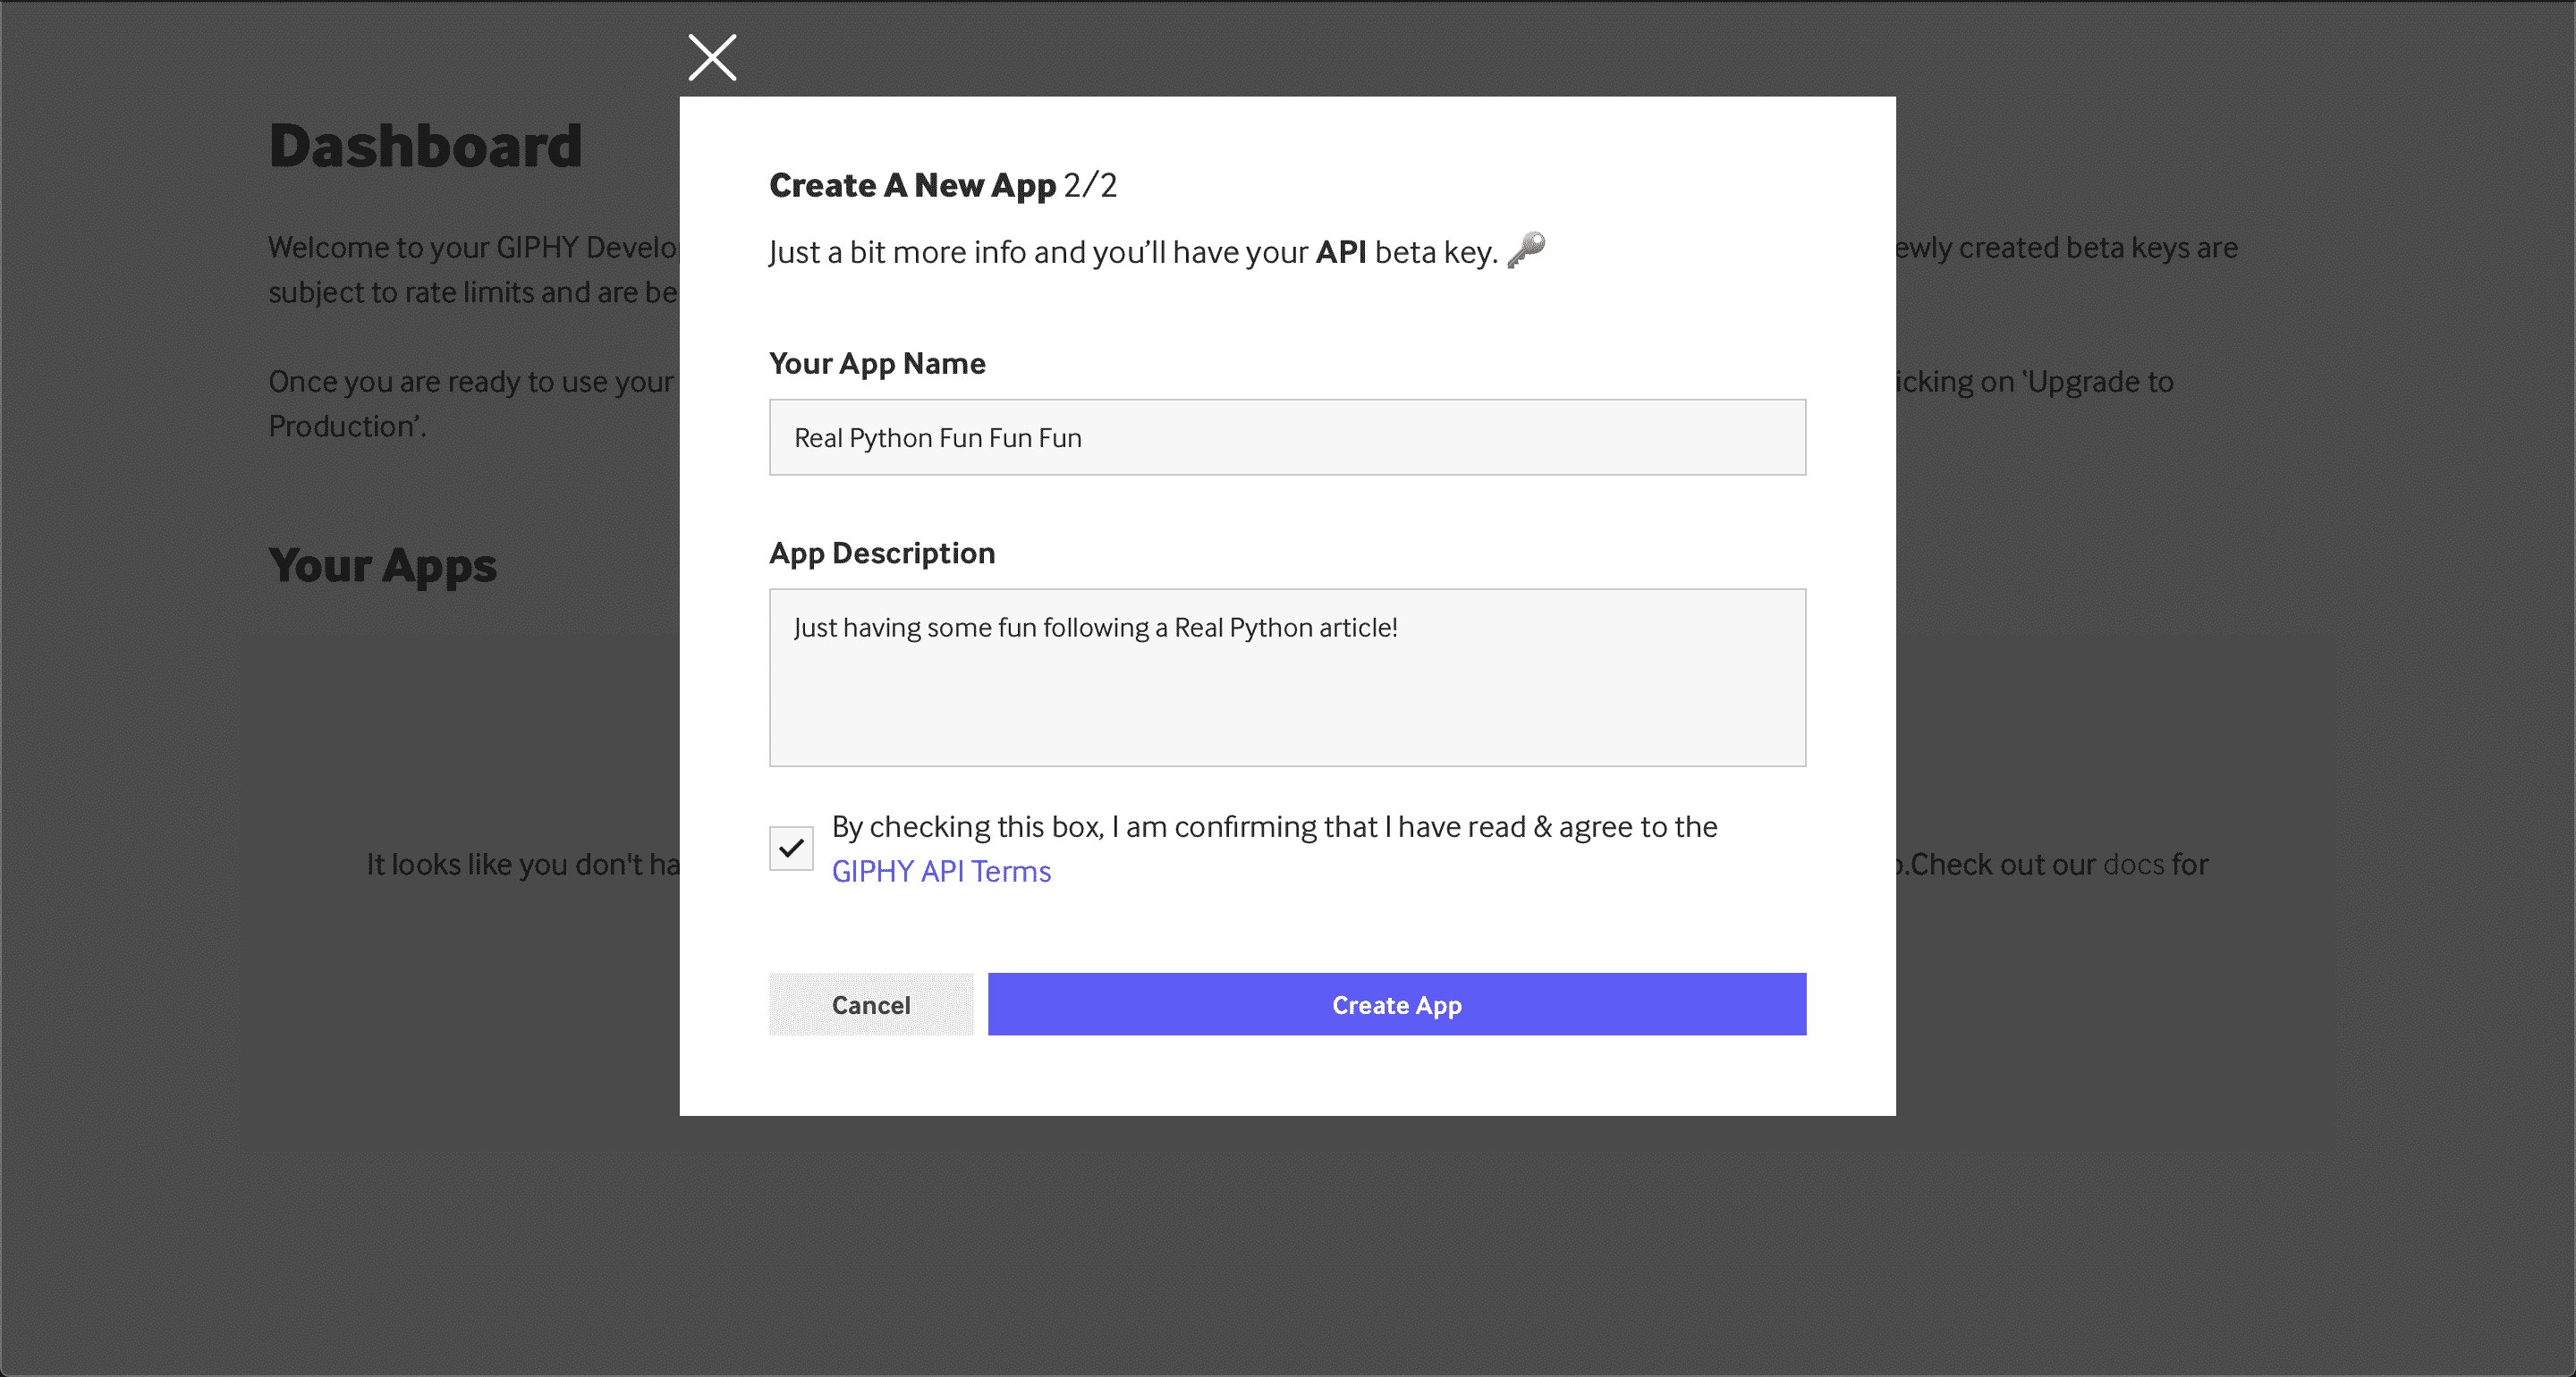 Dashboard
Welcome to your GIPHY Develo
ewly created beta keys are
subject to rate limits and are be
Once you are ready to use your
icking on ‘Upgrade to
Production’.
Your Apps
It looks like you don't ha
.Check out our docs for
Create A New App 2/2
Just a bit more info and you’ll have your API beta key.
Your App Name
Real Python Fun Fun Fun
App Description
Just having some fun following a Real Python article!
By checking this box, I am confirming that I have read & agree to the
GIPHY API Terms
Cancel
Create App